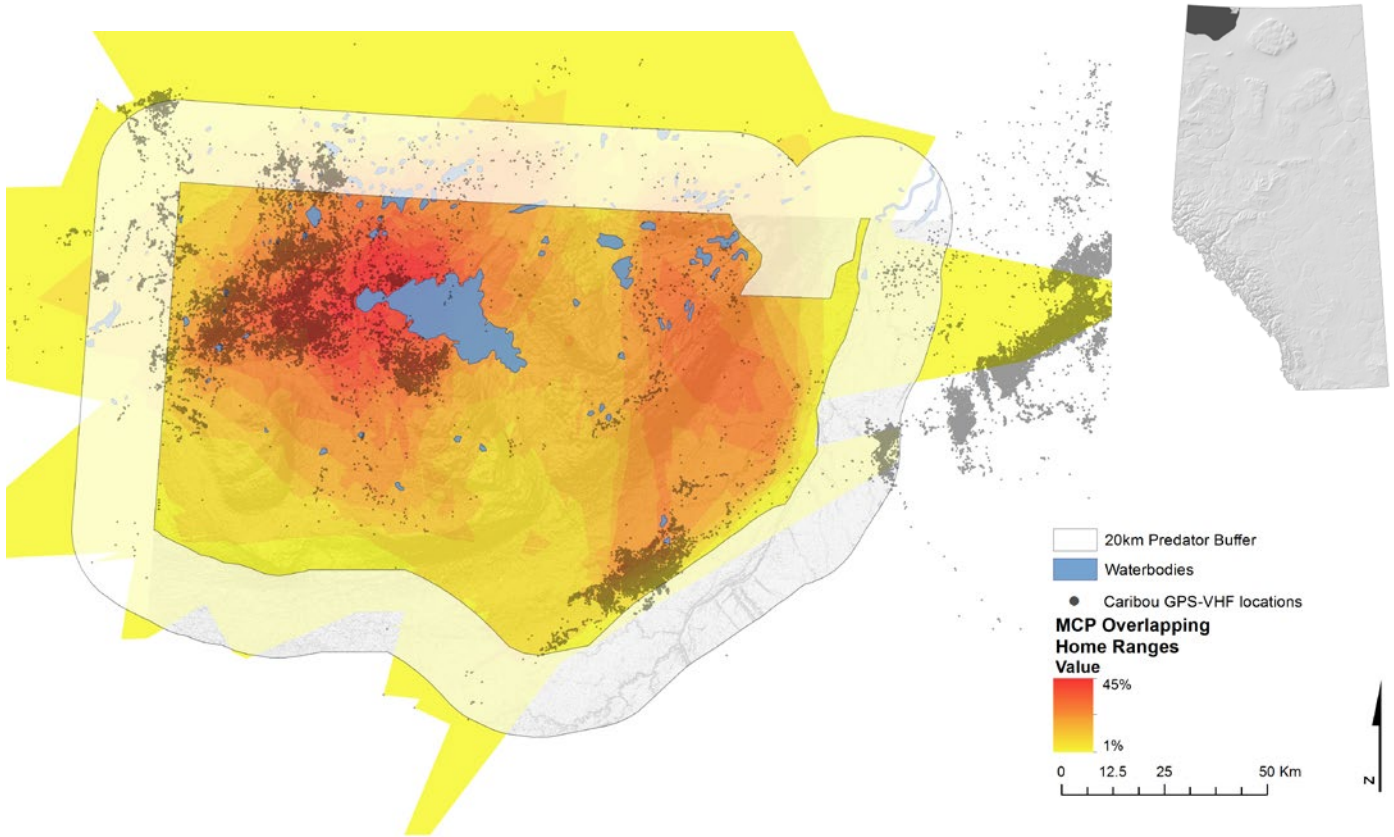 20km Predator Buffer
Waterbodies
Caribou GPS-VHF locations
MCP Overlapping
Home Ranges
Value
45%
1%
0 12.5 25 50 Km
N